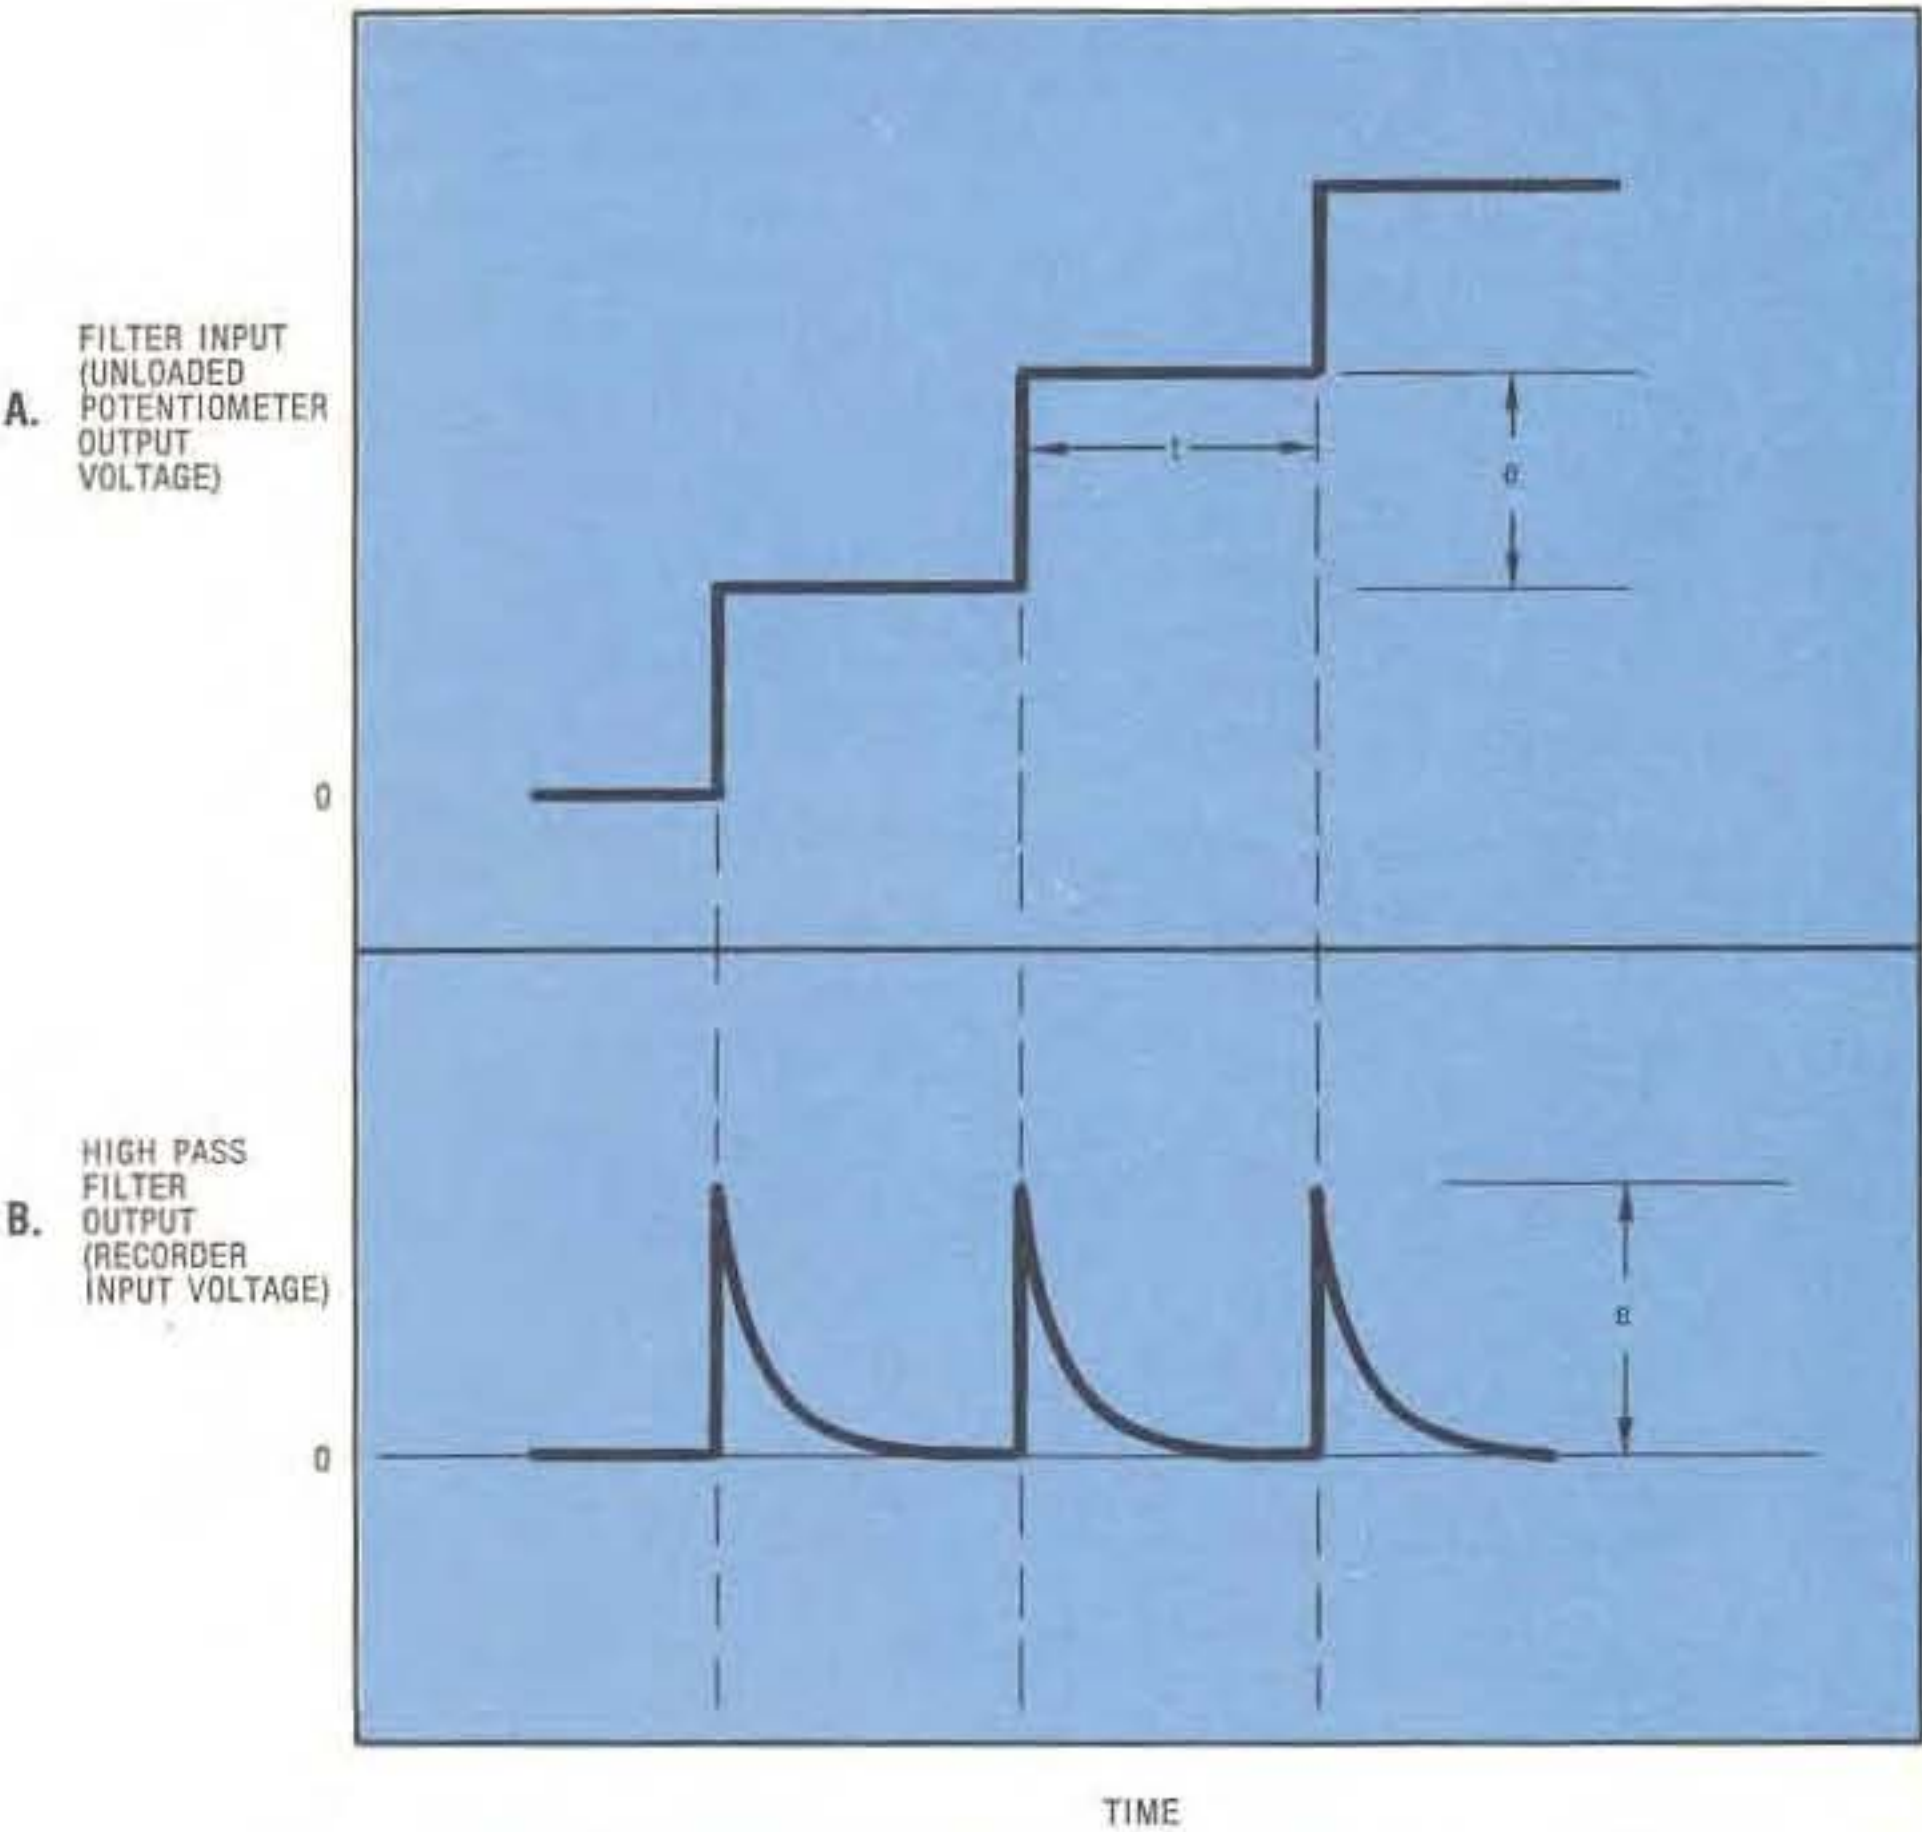 A.
FILTER INPUT
(UNLOADED
POTENTIOMETER
OUTPUT
VOLTAGE)
t
e
0
B.
HIGH PASS
FILTER
OUTPUT
(RECORDER
INPUT VOLTAGE)
e
0
TIME